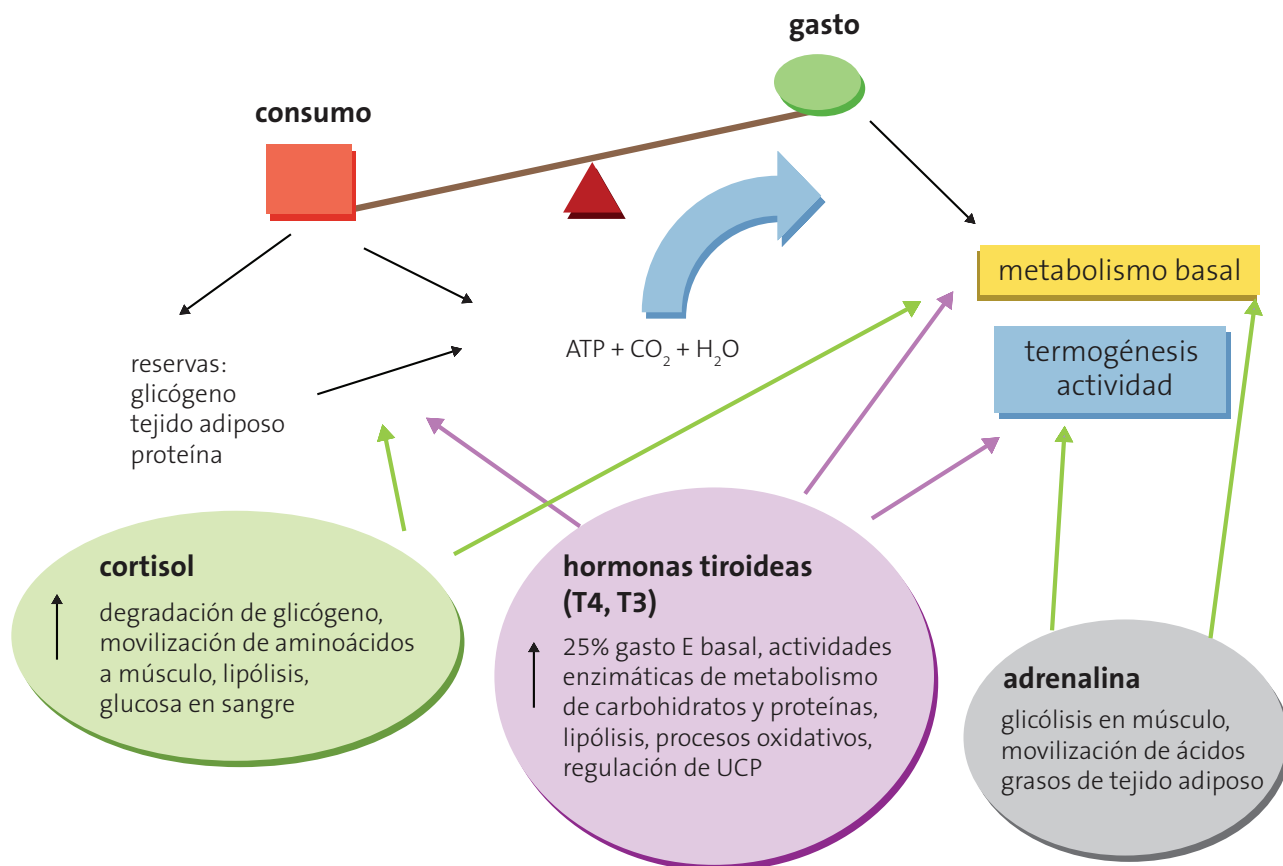 gasto
consumo
metabolismo basal
termogénesis
actividad
ATP + CO₂ + H₂O
reservas:
glicógeno
tejido adiposo
proteína
cortisol
degradación de glicógeno,
movilización de aminoácidos
a músculo, lipólisis,
glucosa en sangre
hormonas tiroideas
(T4, T3)
25% gasto E basal, actividades
enzimáticas de metabolismo
de carbohidratos y proteínas,
lipólisis, procesos oxidativos,
regulación de UCP
adrenalina
glicólisis en músculo,
movilización de ácidos
grasos de tejido adiposo